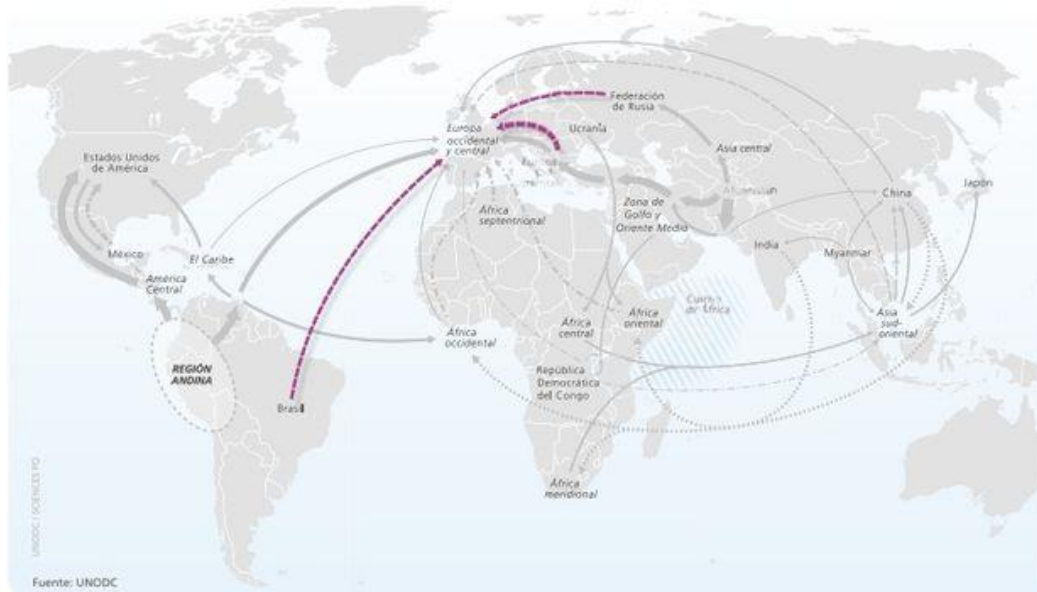 Federación
de Rusia
Europa
occidental
y central
Ucrania
Estados Unidos
de América
Asia central
Afganistán
China
Japón
África
septentrional
Zona de
Golfo y
Oriente Medio
India
Myanmar
México
El Caribe
América
Central
África
occidental
África
central
África
oriental
Asia
sud-
oriental
REGIÓN
ANDINA
República
Democrática
del Congo
Brasil
África
meridional
UNODC / SCIENCES PO
Fuente: UNODC